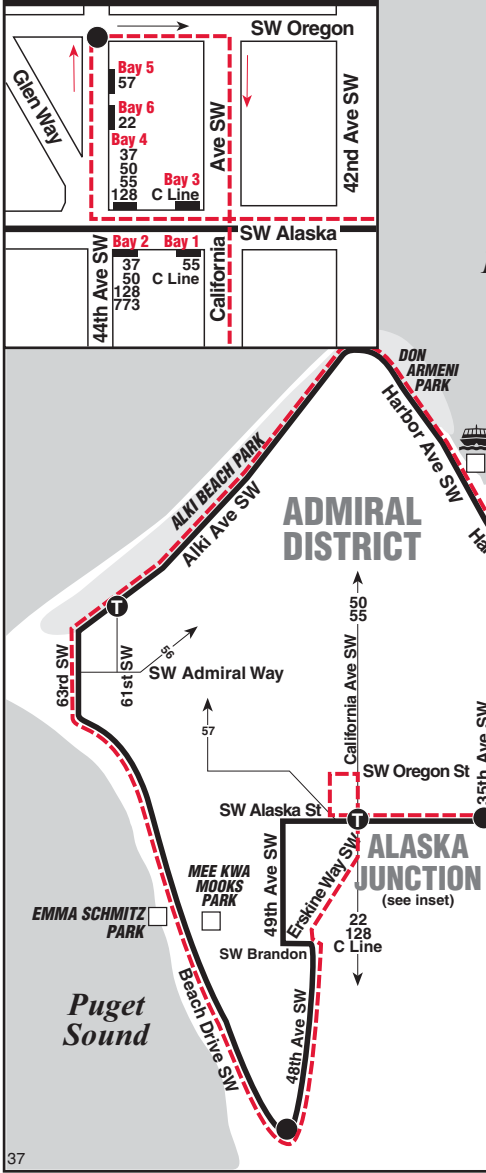 SW Oregon
Glen Way
Bay 5
57
Bay 6
22
Bay 4
37
50
55
128
Bay 3
C Line
Ave SW
42nd Ave SW
SW Alaska
44th Ave SW
Bay 2
37
50
128
773
Bay 1
55
C Line
California
DON
ARMENI
PARK
Harbor Ave SW
ALKI BEACH PARK
Alki Ave SW
ADMIRAL
DISTRICT
50
55
56
63rd SW
61st SW
SW Admiral Way
California Ave SW
57
35th Ave SW
SW Oregon St
SW Alaska St
T
T
ALASKA
JUNCTION
(see inset)
49th Ave SW
Erskine Way SW
MEE KWA
MOOKS
PARK
EMMA SCHMITZ
PARK
22
128
C Line
SW Brandon
Puget
Sound
Beach Drive SW
48th Ave SW
37